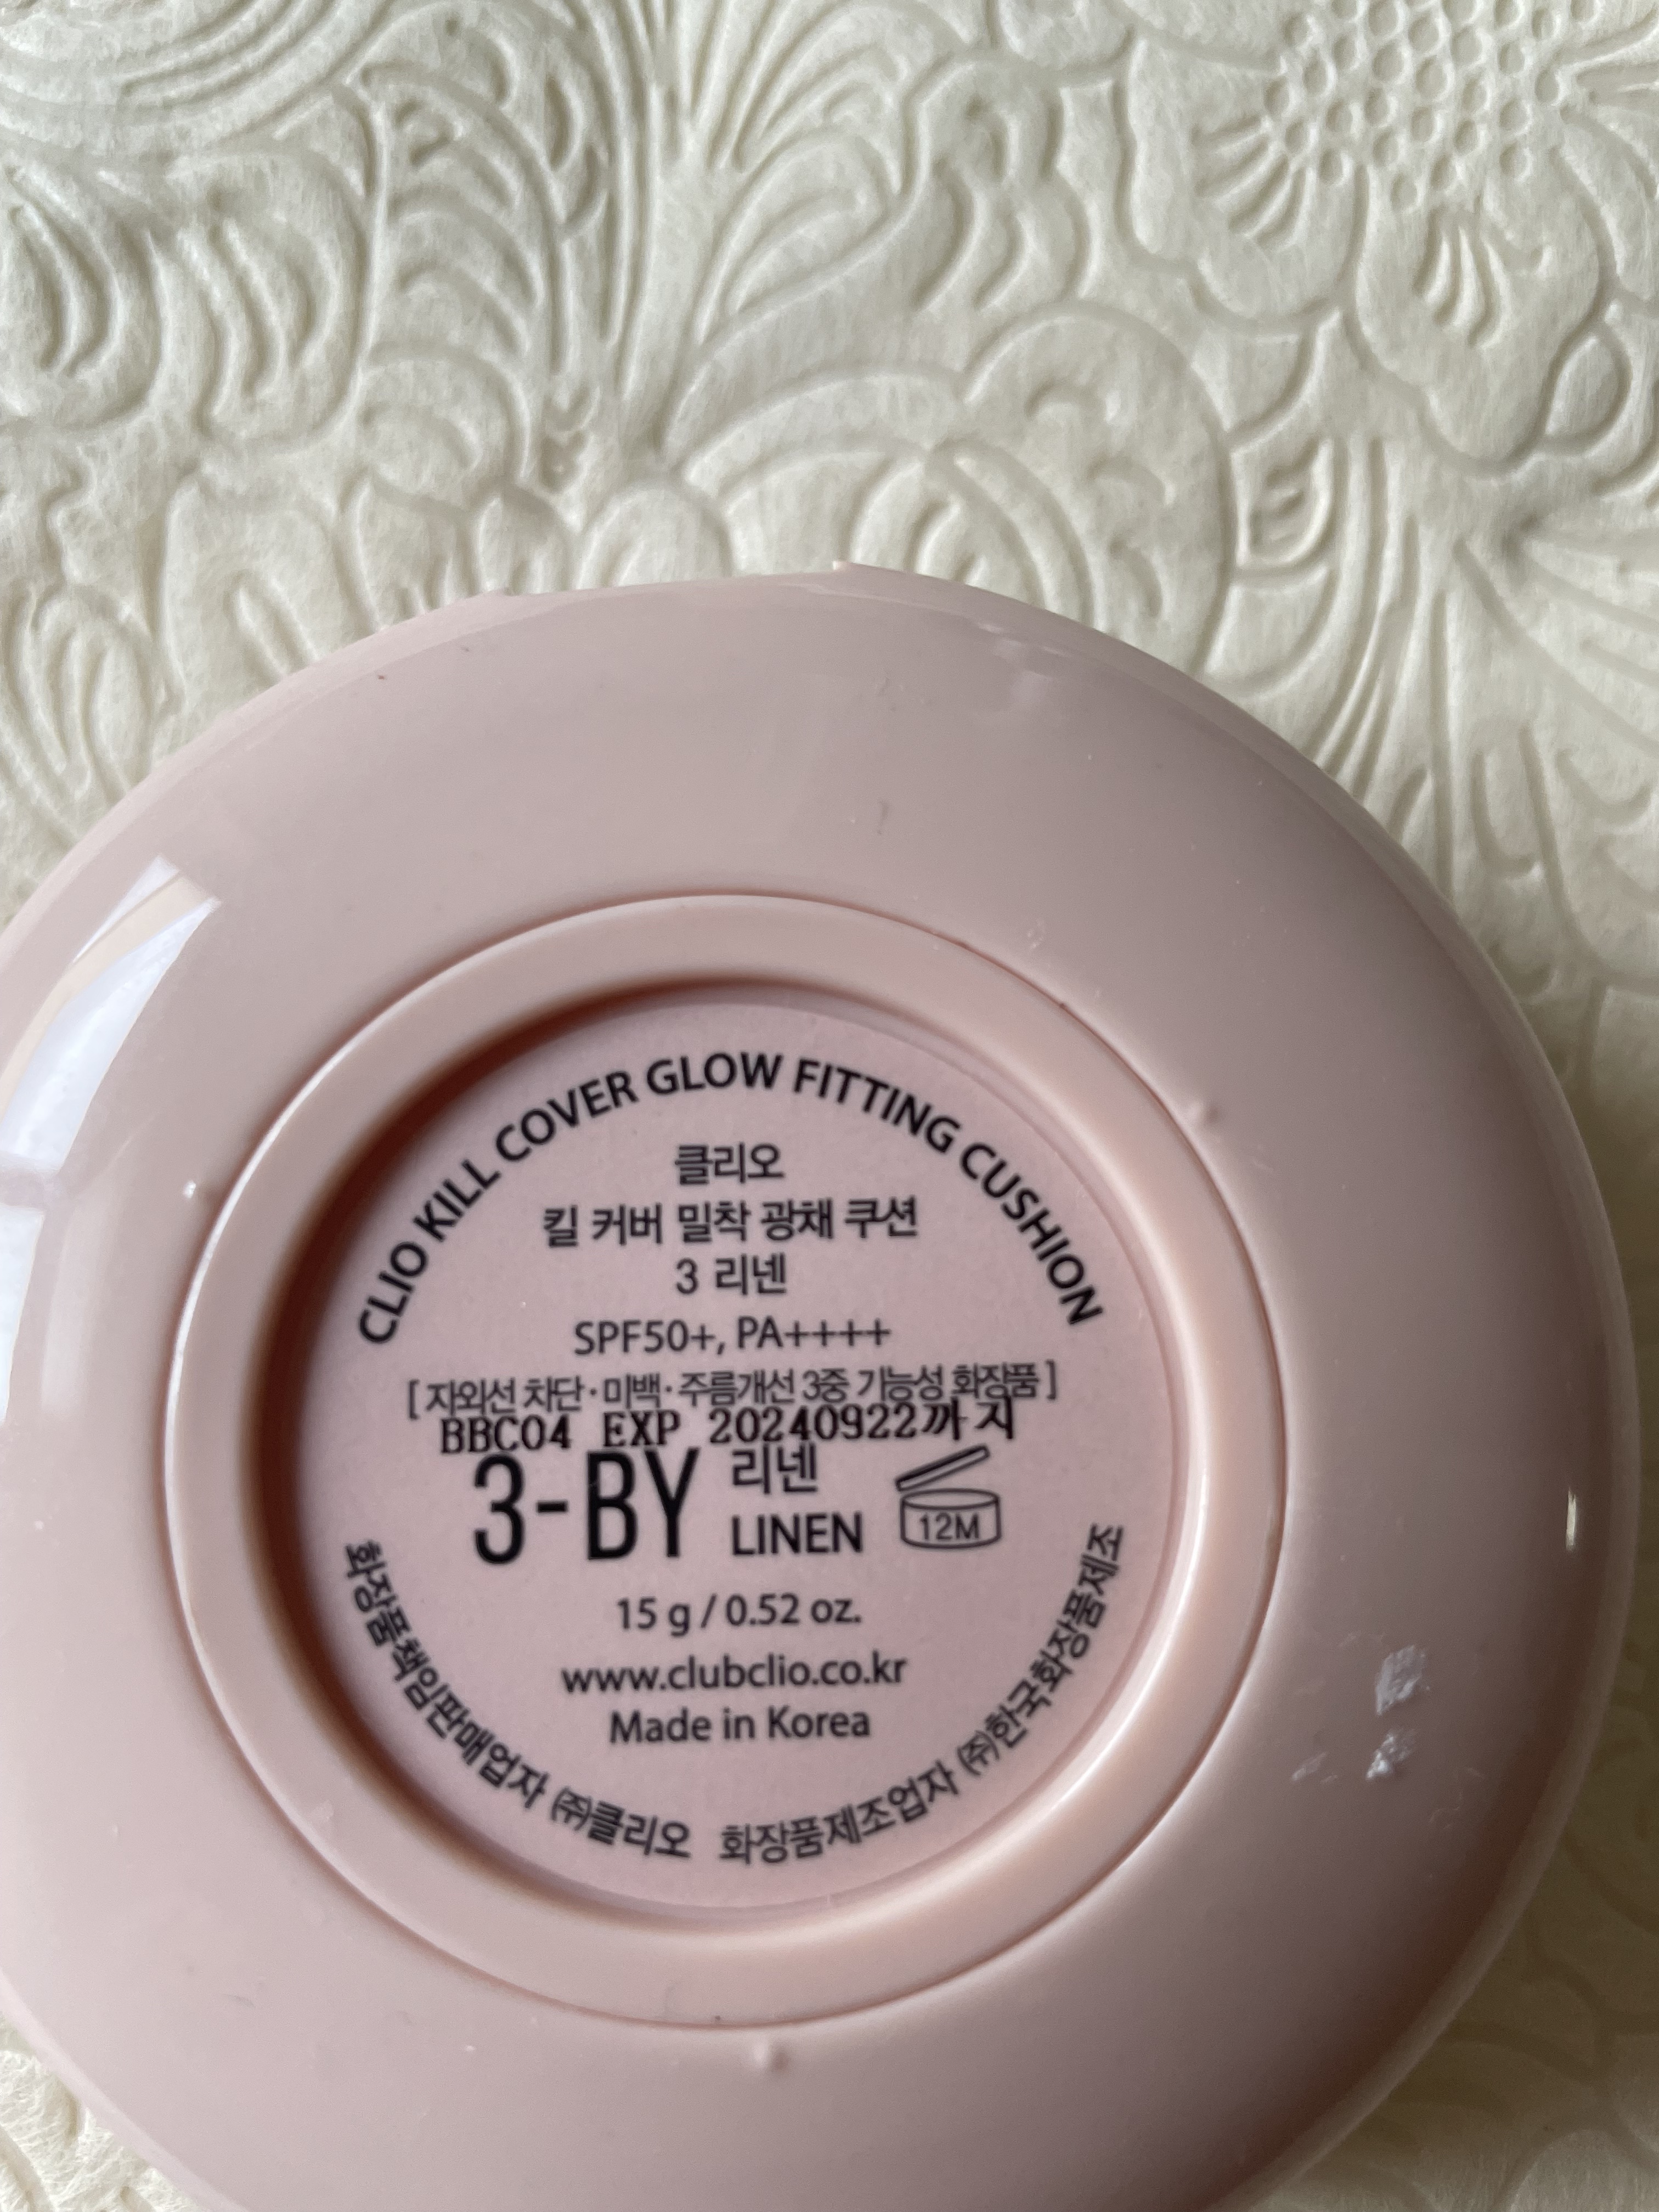 CLIO KILL COVER GLOW FITTING CUSHION
클리오
킬 커버 밀착 광채 쿠션
3 리넨
SPF50+, PA++++
[ 자외선 차단·미백·주름개선 3중 기능성 화장품 ]
BBC04 EXP 20240922까지
3-BY 리넨
LINEN
12M
15 g / 0.52 oz.
www.clubclio.co.kr
Made in Korea
화장품책임판매업자 ㈜클리오 화장품제조업자 ㈜한국화장품제조